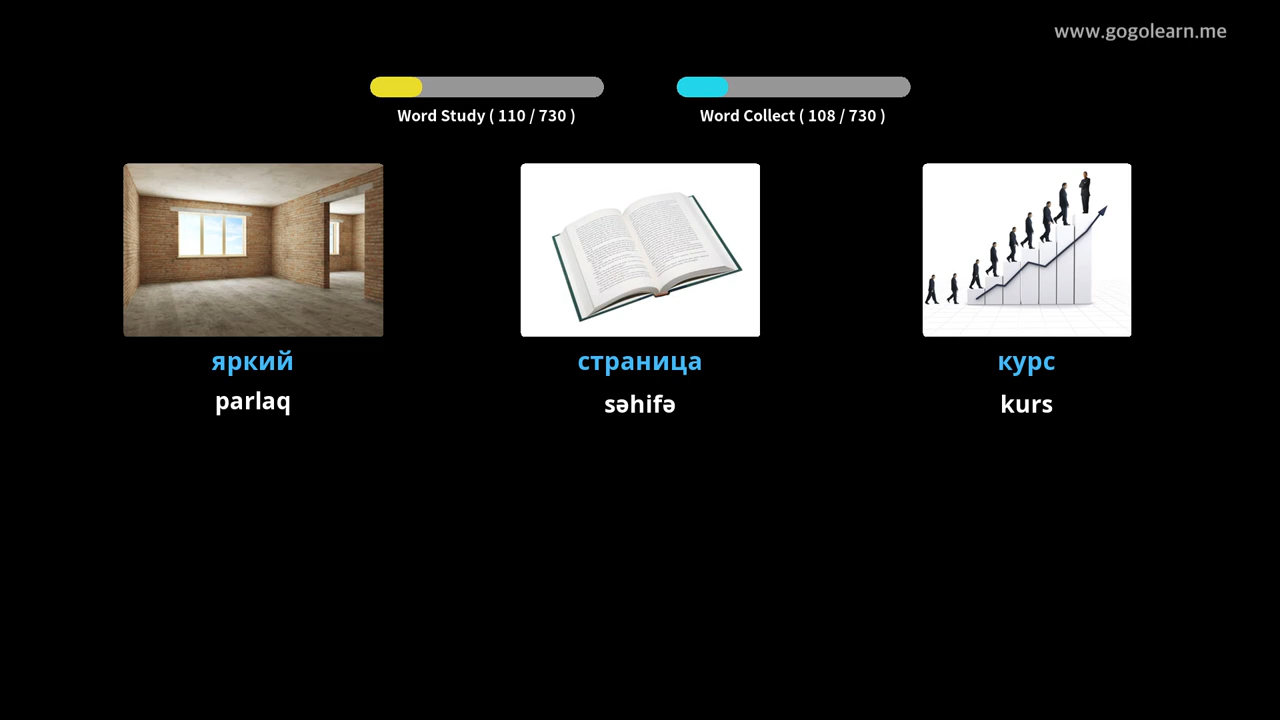 www.gogolearn.me
Word Study ( 110 / 730 )
Word Collect ( 108 / 730 )
яркий
страница
курс
parlaq
səhifə
kurs